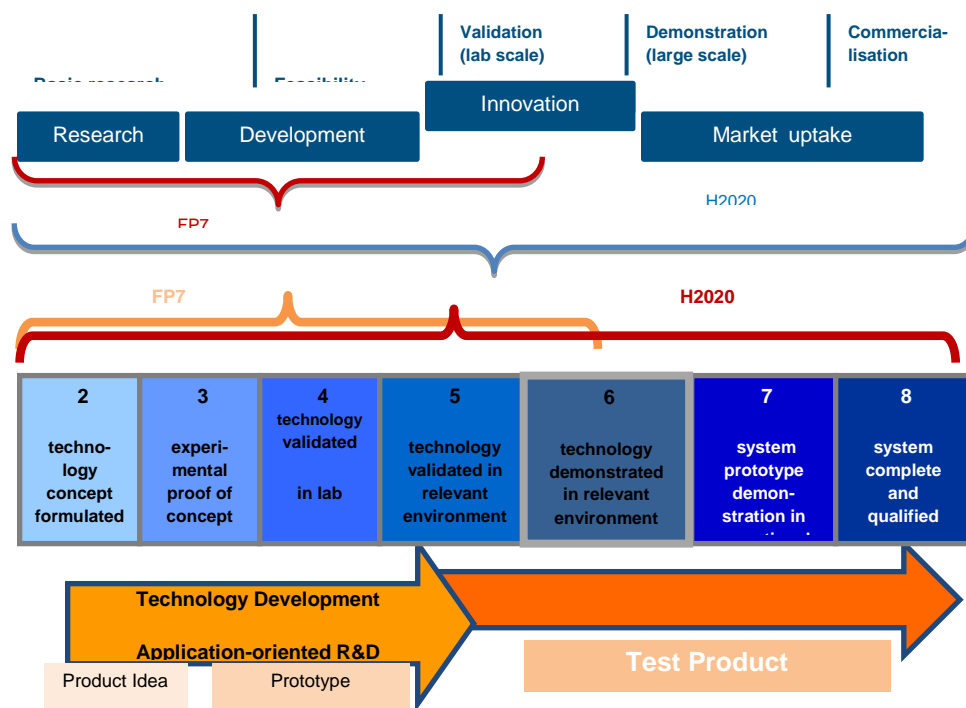 Validation
(lab scale)
Demonstration
(large scale)
Commercia-
lisation
Basic research
Feasibility
Research
Development
Innovation
Market uptake
H2020
FP7
FP7
H2020
2
techno-
logy
concept
formulated
3
experi-
mental
proof of
concept
4
technology
validated
in lab
5
technology
validated in
relevant
environment
6
technology
demonstrated
in relevant
environment
7
system
prototype
demon-
stration in
8
system
complete
and
qualified
Technology Development
Application-oriented R&D
Product Idea
Prototype
Test Product